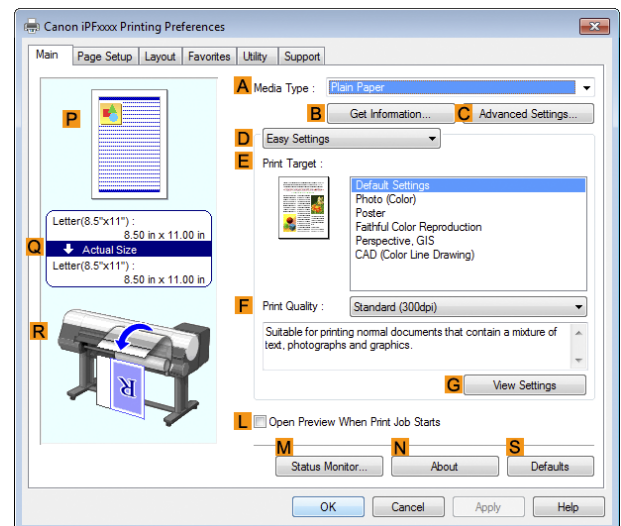 Canon iPFxxxx Printing Preferences
Main Page Setup Layout Favorites Utility Support
A Media Type : Plain Paper
B Get Information... C Advanced Settings...
D Easy Settings
E Print Target :
Default Settings
Photo (Color)
Poster
Faithful Color Reproduction
Perspective, GIS
CAD (Color Line Drawing)
P
Letter(8.5"x11") :
8.50 in x 11.00 in
Q Actual Size
Letter(8.5"x11") :
8.50 in x 11.00 in
F Print Quality : Standard (300dpi)
Suitable for printing normal documents that contain a mixture of
text, photographs and graphics.
R
R
G View Settings
L Open Preview When Print Job Starts
M N S
Status Monitor... About Defaults
OK Cancel Apply Help